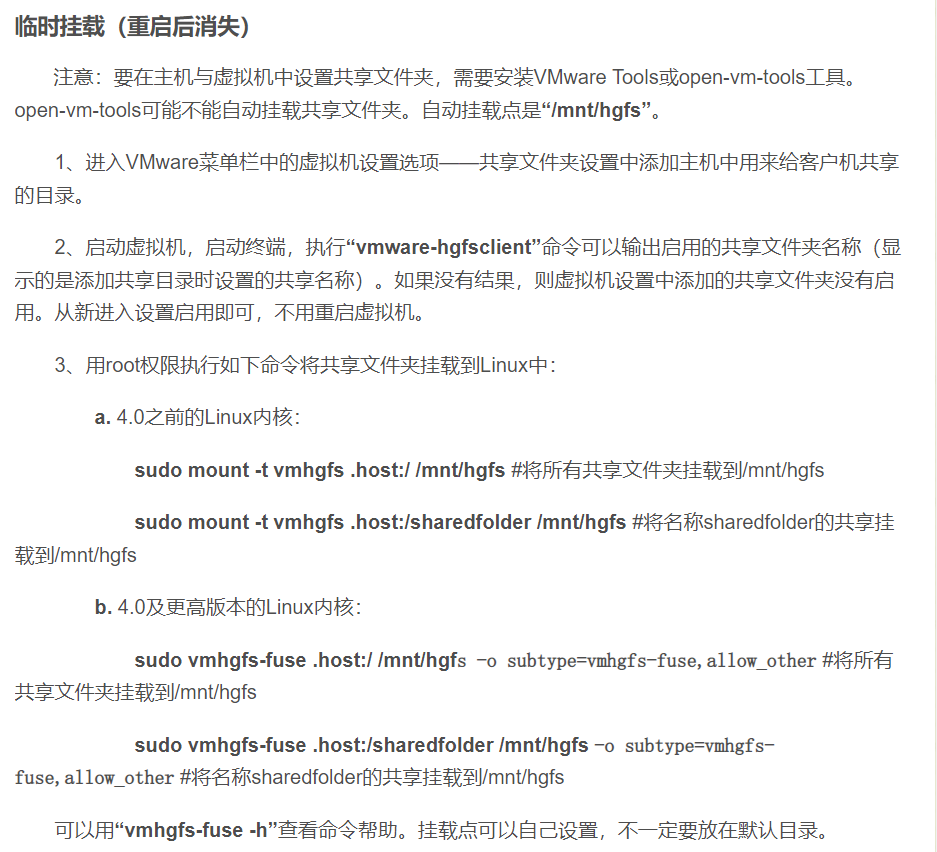 临时挂载（重启后消失）
注意：要在主机与虚拟机中设置共享文件夹，需要安装VMware Tools或open-vm-tools工具。
open-vm-tools可能不能自动挂载共享文件夹。自动挂载点是“/mnt/hgfs”。
1、进入VMware菜单栏中的虚拟机设置选项——共享文件夹设置中添加主机中用来给客户机共享
的目录。
2、启动虚拟机，启动终端，执行“vmware-hgfsclient”命令可以输出启用的共享文件夹名称（显
示的是添加共享目录时设置的共享名称）。如果没有结果，则虚拟机设置中添加的共享文件夹没有启
用。从新进入设置启用即可，不用重启虚拟机。
3、用root权限执行如下命令将共享文件夹挂载到Linux中：
a. 4.0之前的Linux内核：
sudo mount -t vmhgfs .host:/ /mnt/hgfs #将所有共享文件夹挂载到/mnt/hgfs
sudo mount -t vmhgfs .host:/sharedfolder /mnt/hgfs #将名称sharedfolder的共享挂
载到/mnt/hgfs
b. 4.0及更高版本的Linux内核：
sudo vmhgfs-fuse .host:/ /mnt/hgfs -o subtype=vmhgfs-fuse,allow_other #将所有
共享文件夹挂载到/mnt/hgfs
sudo vmhgfs-fuse .host:/sharedfolder /mnt/hgfs -o subtype=vmhgfs-
fuse,allow_other #将名称sharedfolder的共享挂载到/mnt/hgfs
可以用“vmhgfs-fuse -h”查看命令帮助。挂载点可以自己设置，不一定要放在默认目录。